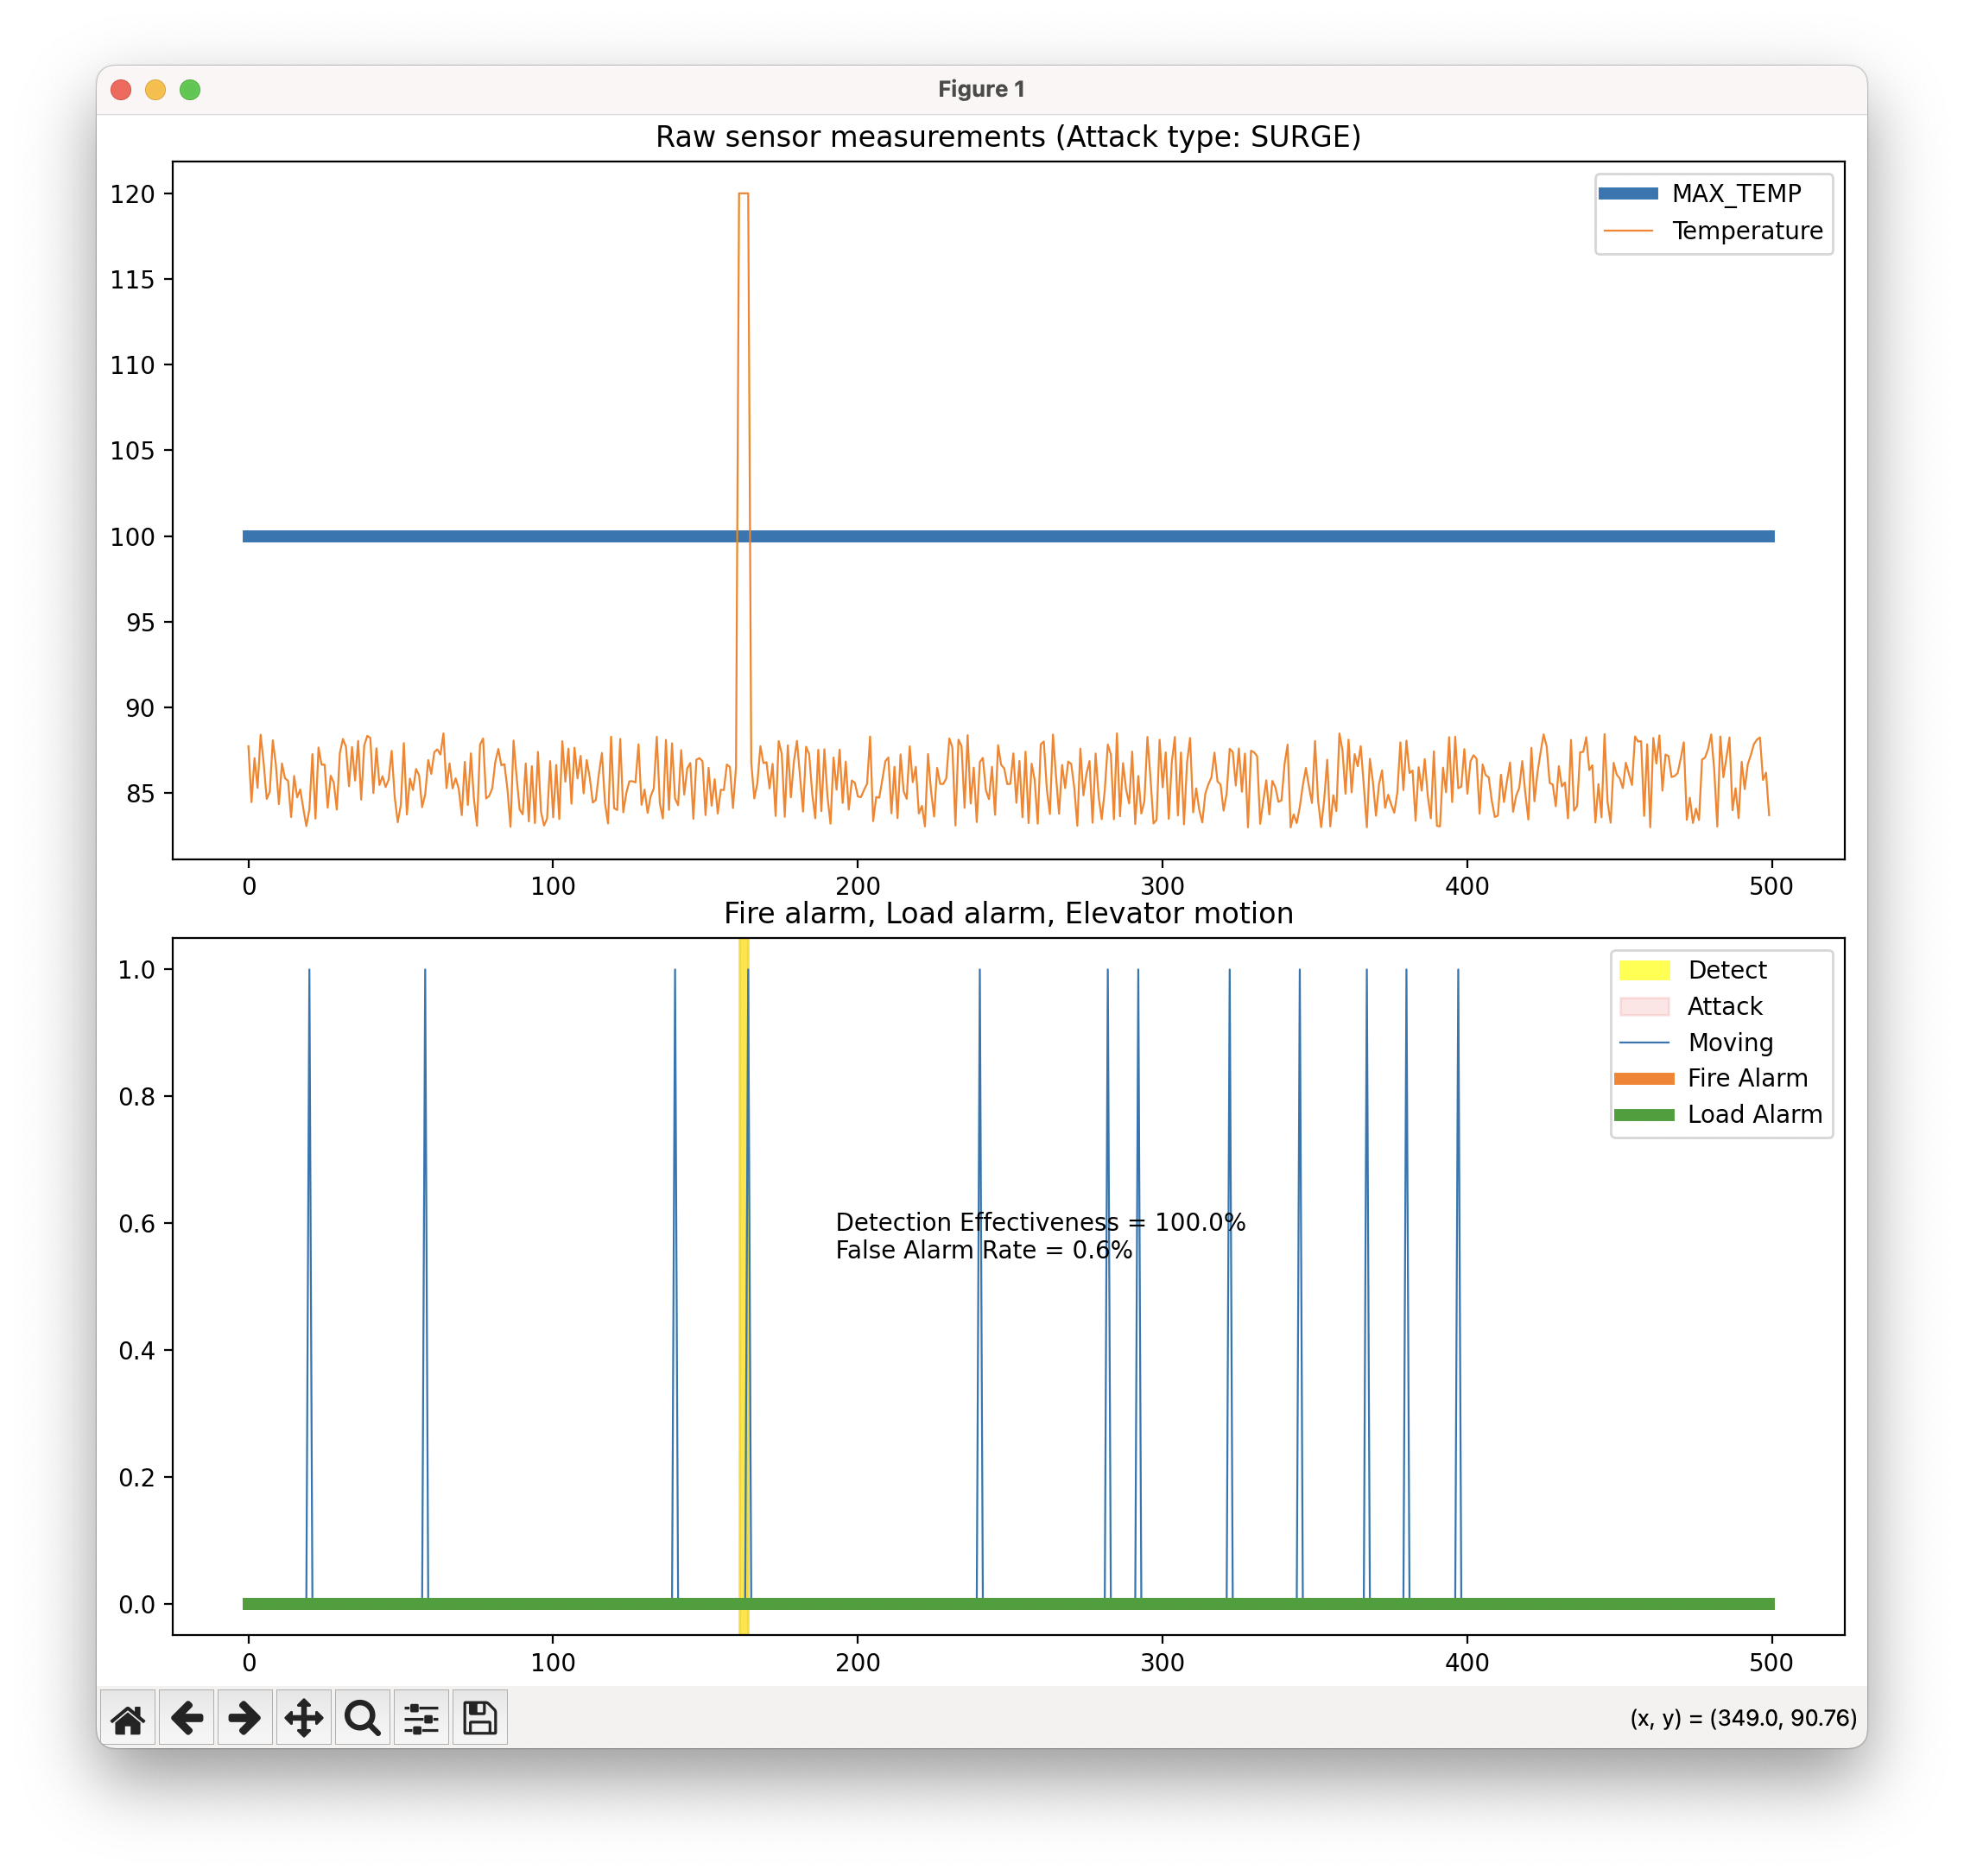 Figure 1
Raw sensor measurements (Attack type: SURGE)
120
115
110
105
100
95
90
85
MAX_TEMP
Temperature
0 100 200 300 400 500
Fire alarm, Load alarm, Elevator motion
1.0
0.8
0.6
0.4
0.2
0.0
Detect
Attack
Moving
Fire Alarm
Load Alarm
Detection Effectiveness = 100.0%
False Alarm Rate = 0.6%
0 100 200 300 400 500
(x, y) = (349.0, 90.76)